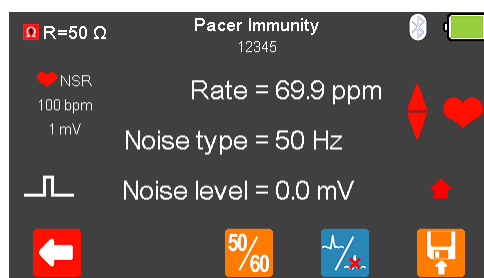 Ω R=50 Ω
Pacer Immunity
12345
NSR
100 bpm
1 mV
Rate = 69.9 ppm
Noise type = 50 Hz
Noise level = 0.0 mV
50/60